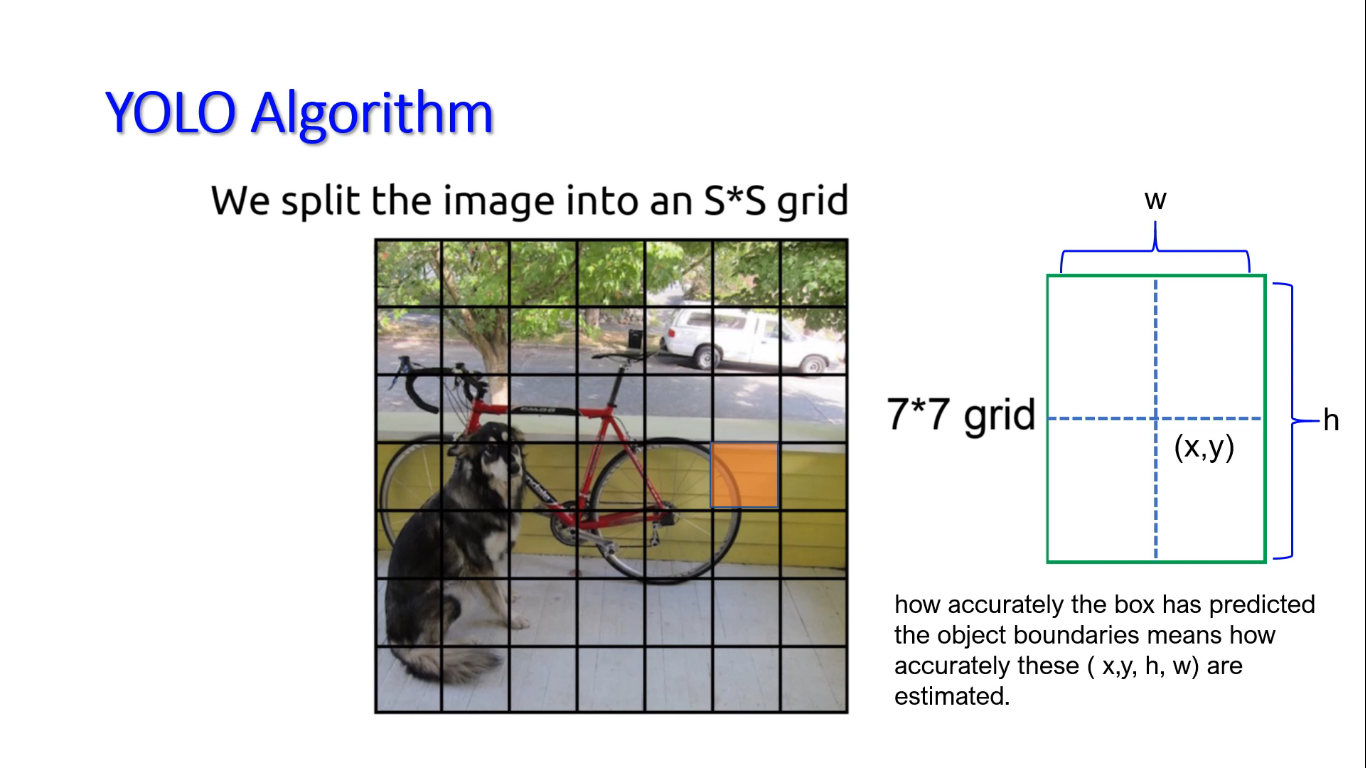 YOLO Algorithm
We split the image into an S*S grid
w
7*7 grid
(x,y)
h
how accurately the box has predicted
the object boundaries means how
accurately these ( x,y, h, w) are
estimated.